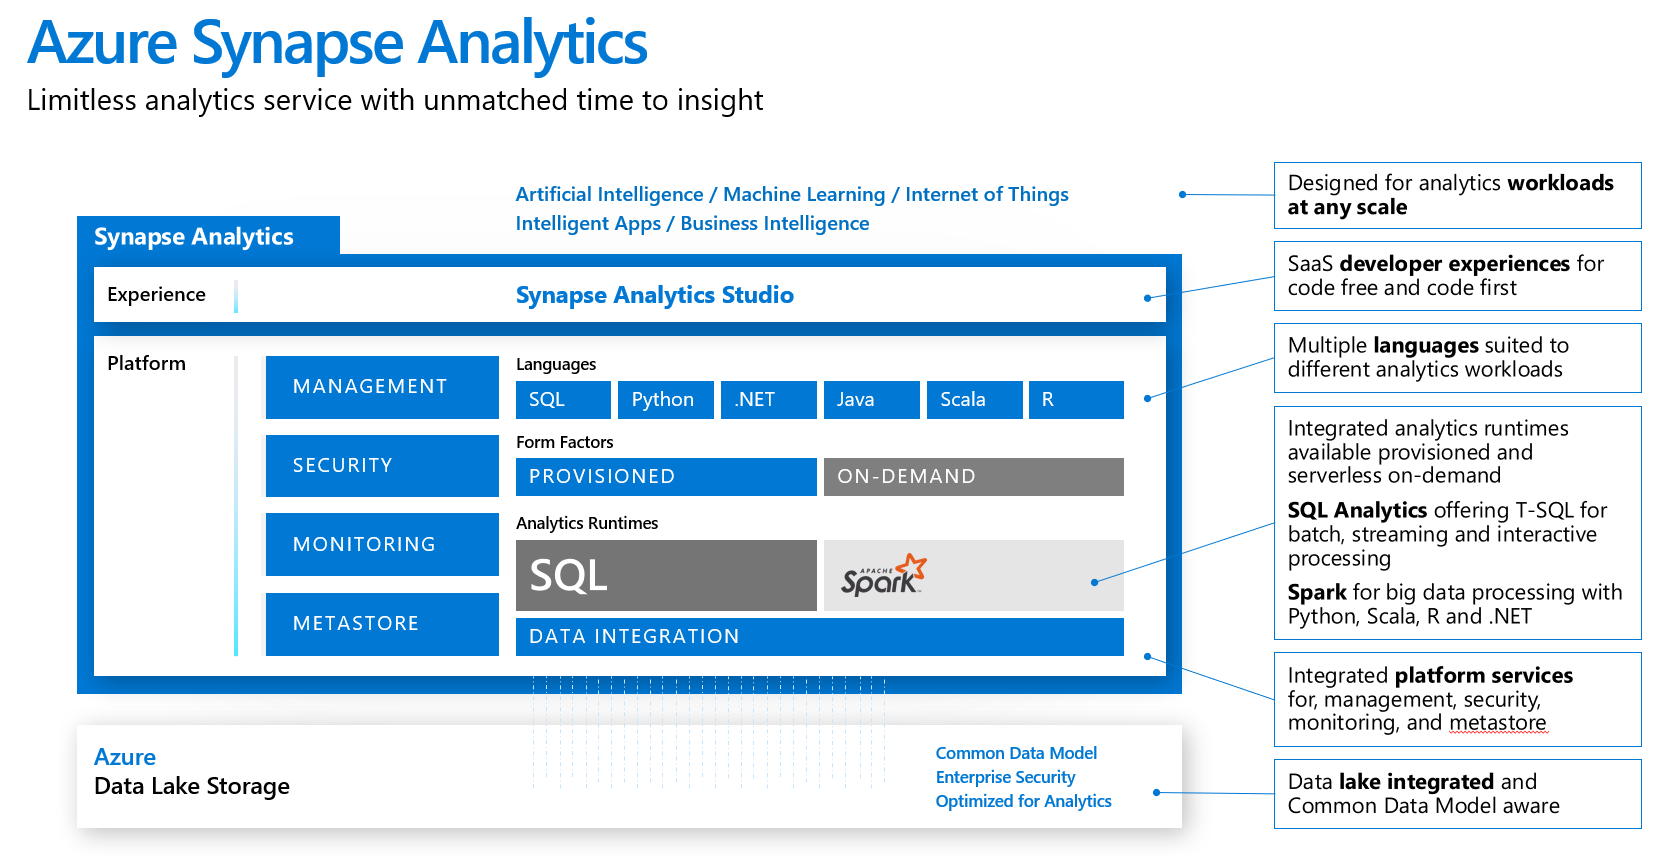 Azure Synapse Analytics
Limitless analytics service with unmatched time to insight
Artificial Intelligence / Machine Learning / Internet of Things
Intelligent Apps / Business Intelligence
Synapse Analytics
Experience
Synapse Analytics Studio
Platform
MANAGEMENT
SECURITY
MONITORING
METASTORE
Languages
SQL
Python
.NET
Java
Scala
R
Form Factors
PROVISIONED
ON-DEMAND
Analytics Runtimes
SQL
APACHE
Spark
DATA INTEGRATION
Azure
Data Lake Storage
Common Data Model
Enterprise Security
Optimized for Analytics
Designed for analytics workloads
at any scale
SaaS developer experiences for
code free and code first
Multiple languages suited to
different analytics workloads
Integrated analytics runtimes
available provisioned and
serverless on-demand
SQL Analytics offering T-SQL for
batch, streaming and interactive
processing
Spark for big data processing with
Python, Scala, R and .NET
Integrated platform services
for, management, security,
monitoring, and metastore
Data lake integrated and
Common Data Model aware